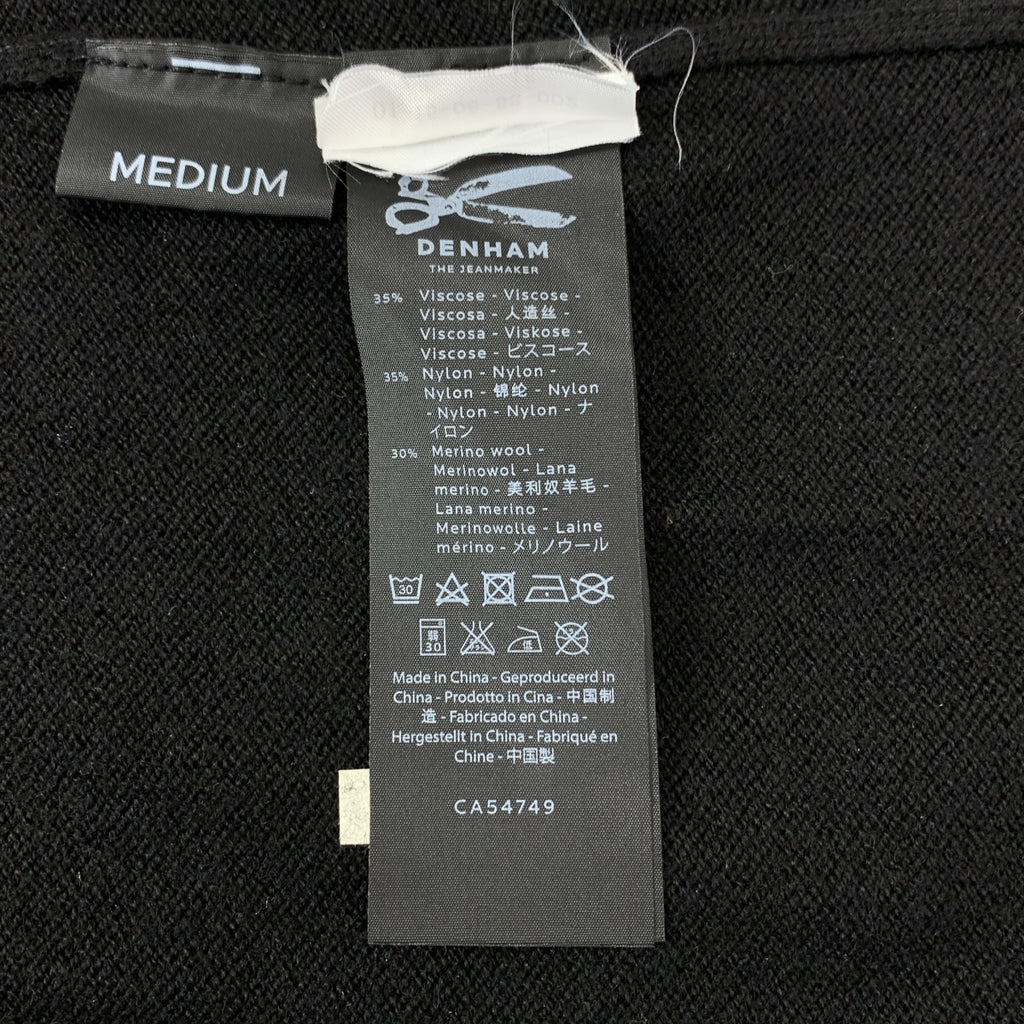 MEDIUM
DENHAM
THE JEANMAKER
35% Viscose - Viscose -
Viscosa - 人造丝 -
Viscosa - Viskose -
Viscose - ビスコース
35% Nylon - Nylon -
Nylon - 锦纶 - Nylon
- Nylon - Nylon - ナ
イロン
30% Merino wool -
Merinowol - Lana
merino - 美利奴羊毛 -
Lana merino -
Merinowolle - Laine
mérino - メリノウール
30
弱 低
30
Made in China - Geproduceerd in
China - Prodotto in Cina - 中国制
造 - Fabricado en China -
Hergestellt in China - Fabriqué en
Chine - 中国製
CA54749